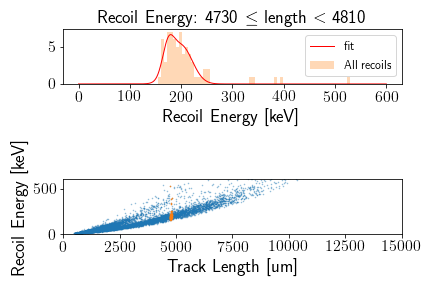 Recoil Energy: 4730 ≤ length < 4810
5
0
fit
All recoils
0 100 200 300 400 500 600
Recoil Energy [keV]
Recoil Energy [keV]
500
0
0 2500 5000 7500 10000 12500 15000
Track Length [um]